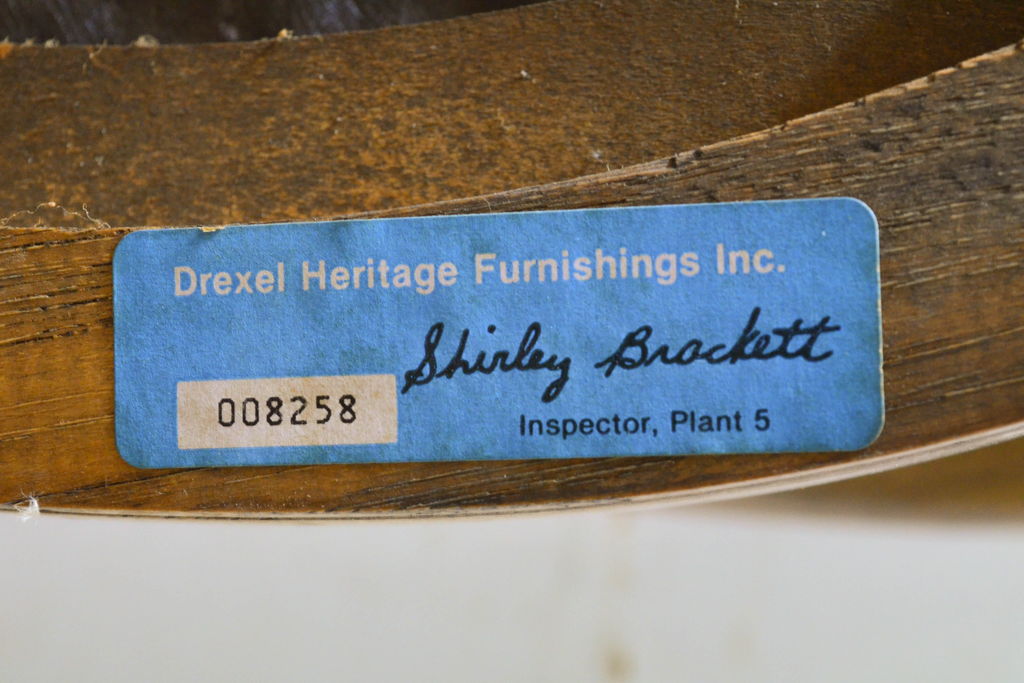 Drexel Heritage Furnishings Inc.
Shirley Brackett
008258
Inspector, Plant 5